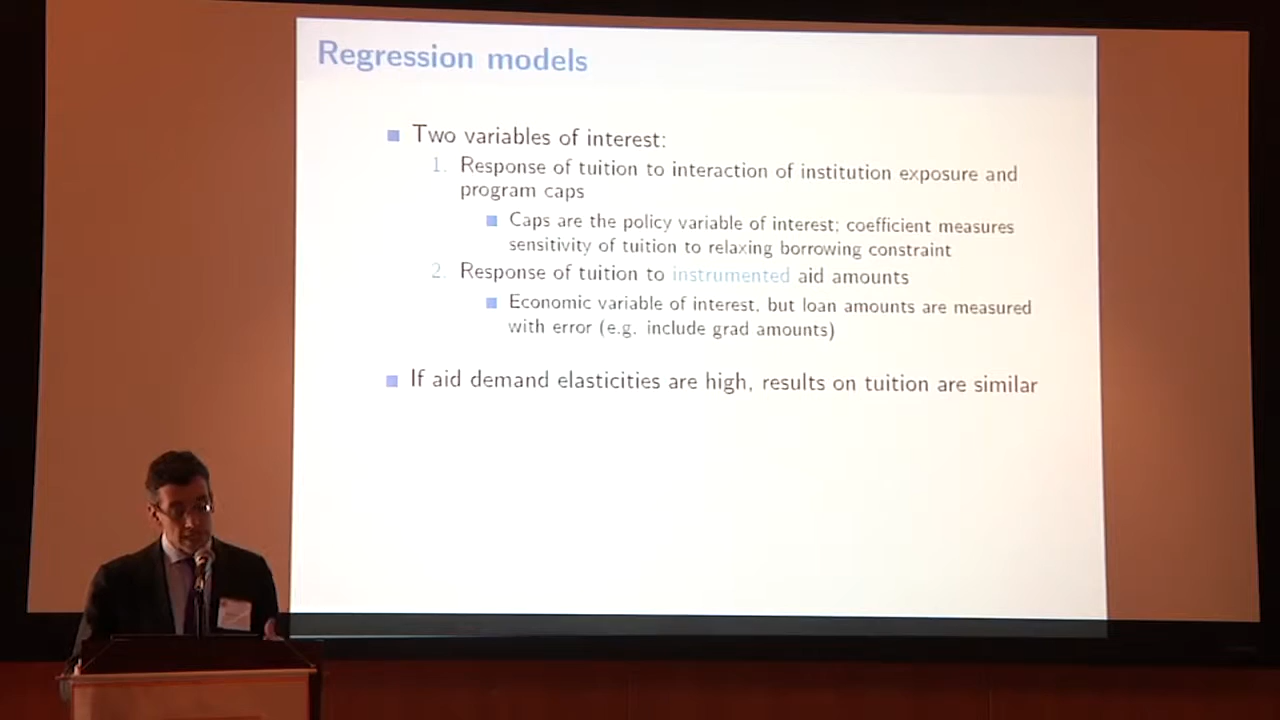 Regression models
Two variables of interest:
1. Response of tuition to interaction of institution exposure and
program caps
Caps are the policy variable of interest; coefficient measures
sensitivity of tuition to relaxing borrowing constraint
2. Response of tuition to instrumented aid amounts
Economic variable of interest, but loan amounts are measured
with error (e.g. include grad amounts)
If aid demand elasticities are high, results on tuition are similar